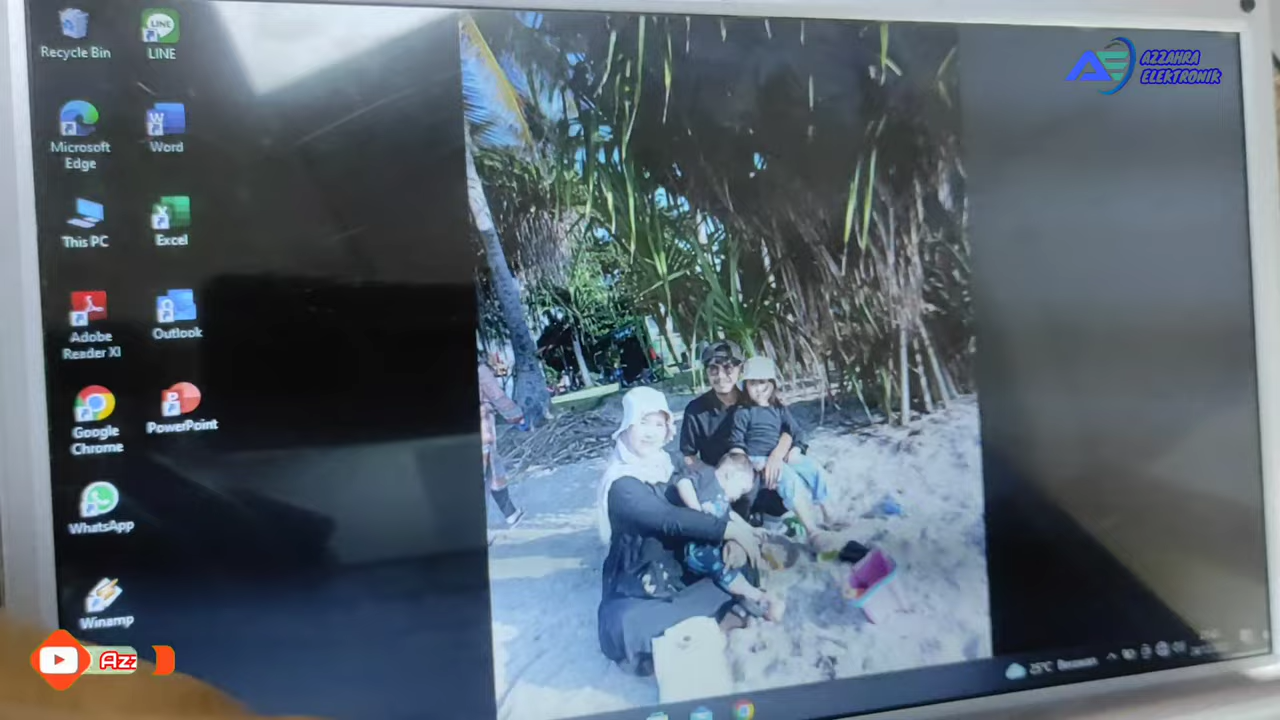 Recycle Bin
LINE
AZZAHRA
ELEKTRONIK
Microsoft
Edge
Word
This PC
Excel
Adobe
Reader XI
Outlook
Google
Chrome
PowerPoint
WhatsApp
Winamp
Azz
25°C